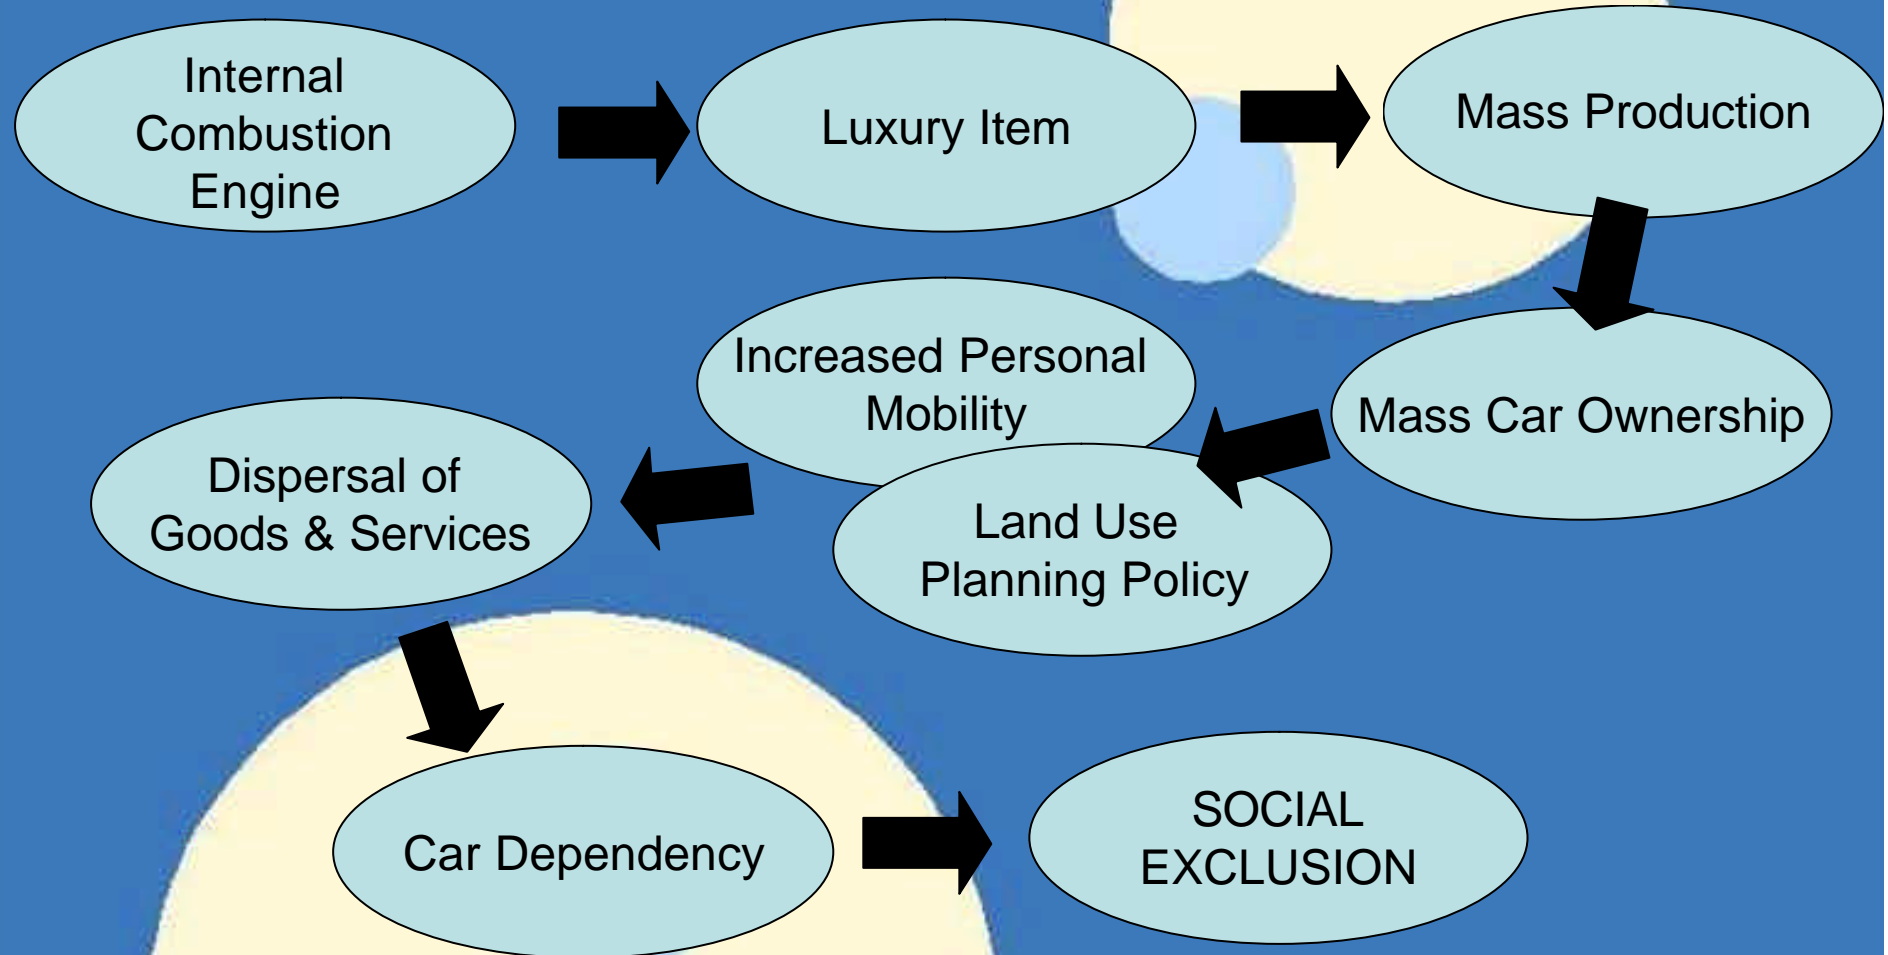 Internal
Combustion
Engine
Luxury Item
Mass Production
Mass Car Ownership
Increased Personal
Mobility
Land Use
Planning Policy
Dispersal of
Goods & Services
Car Dependency
SOCIAL
EXCLUSION